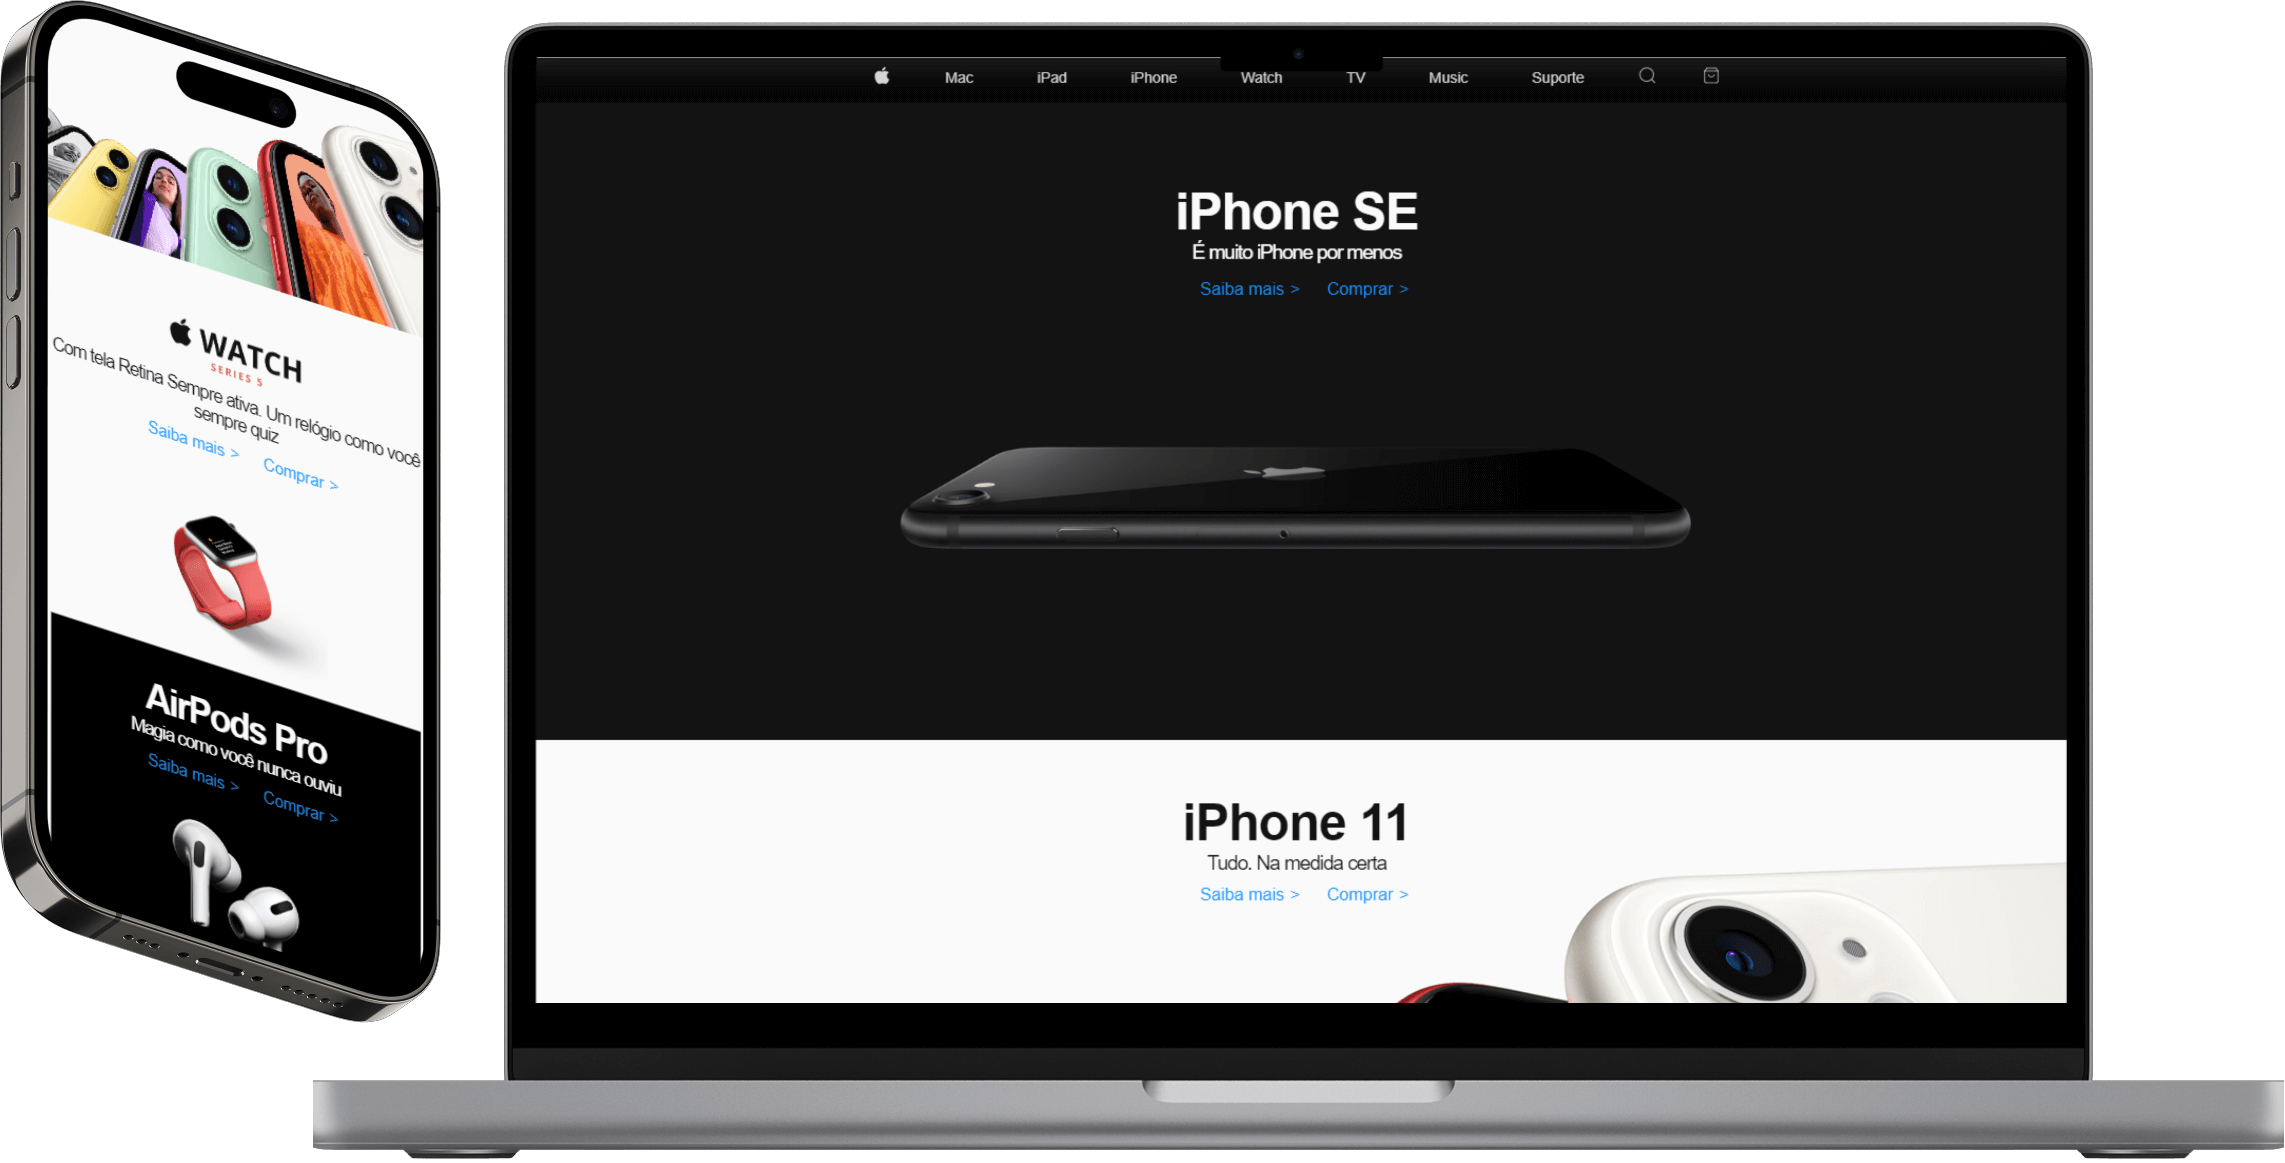 WATCH
SERIES 5
Com tela Retina Sempre ativa. Um relógio como você
sempre quiz
Saiba mais > Comprar >
AirPods Pro
Magia como você nunca ouviu
Saiba mais > Comprar >
Mac iPad iPhone Watch TV Music Suporte
iPhone SE
É muito iPhone por menos
Saiba mais > Comprar >
iPhone 11
Tudo. Na medida certa
Saiba mais > Comprar >